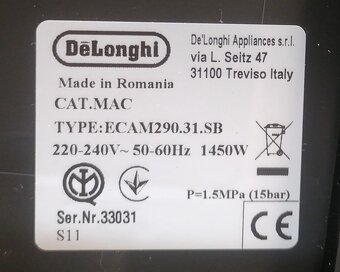 DeLonghi
De'Longhi Appliances s.r.l.
via L. Seitz 47
31100 Treviso Italy
Made in Romania
CAT.MAC
TYPE:ECAM290.31.SB
220-240V~ 50-60Hz 1450W
P=1.5MPa (15bar)
Ser.Nr.33031
S11
CE